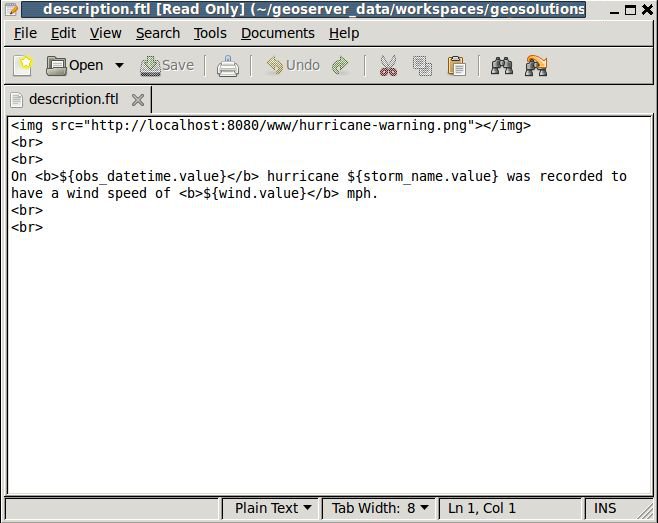 description.ftl [Read Only] (~/geoserver_data/workspaces/geosolutions
File Edit View Search Tools Documents Help
Open Save Undo
description.ftl
<img src="http://localhost:8080/www/hurricane-warning.png"></img>
<br>
<br>
On <b>${obs_datetime.value}</b> hurricane ${storm_name.value} was recorded to
have a wind speed of <b>${wind.value}</b> mph.
<br>
<br>
Plain Text Tab Width: 8 Ln 1, Col 1 INS